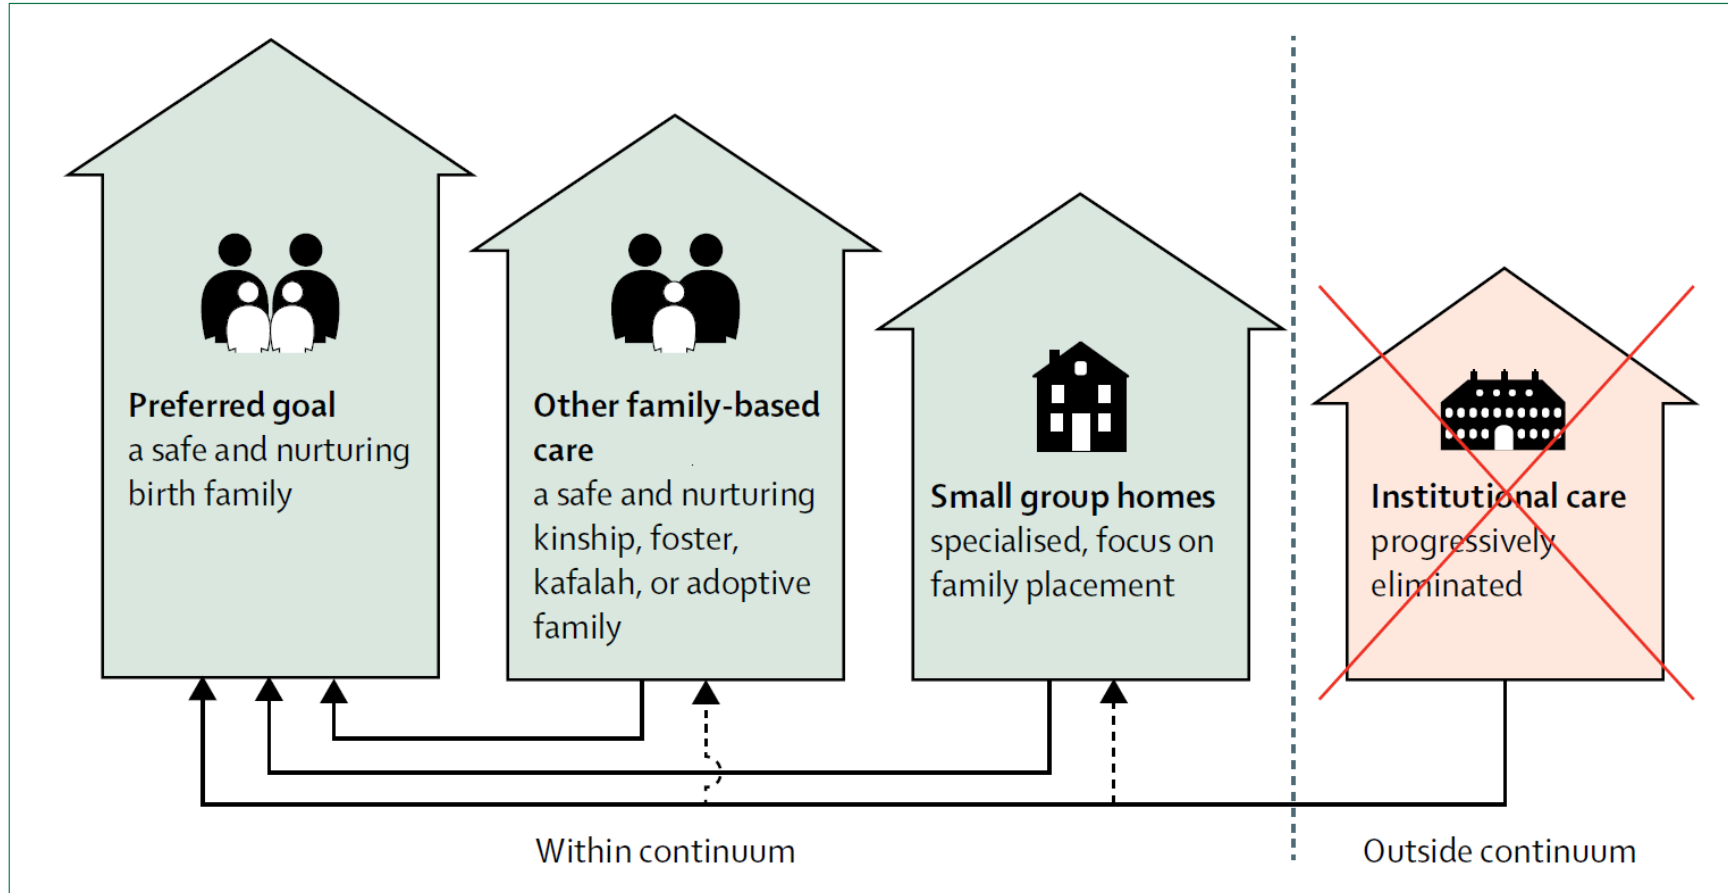 Preferred goal
a safe and nurturing
birth family
Other family-based
care
a safe and nurturing
kinship, foster,
kafalah, or adoptive
family
Small group homes
specialised, focus on
family placement
Institutional care
progressively
eliminated
Within continuum
Outside continuum